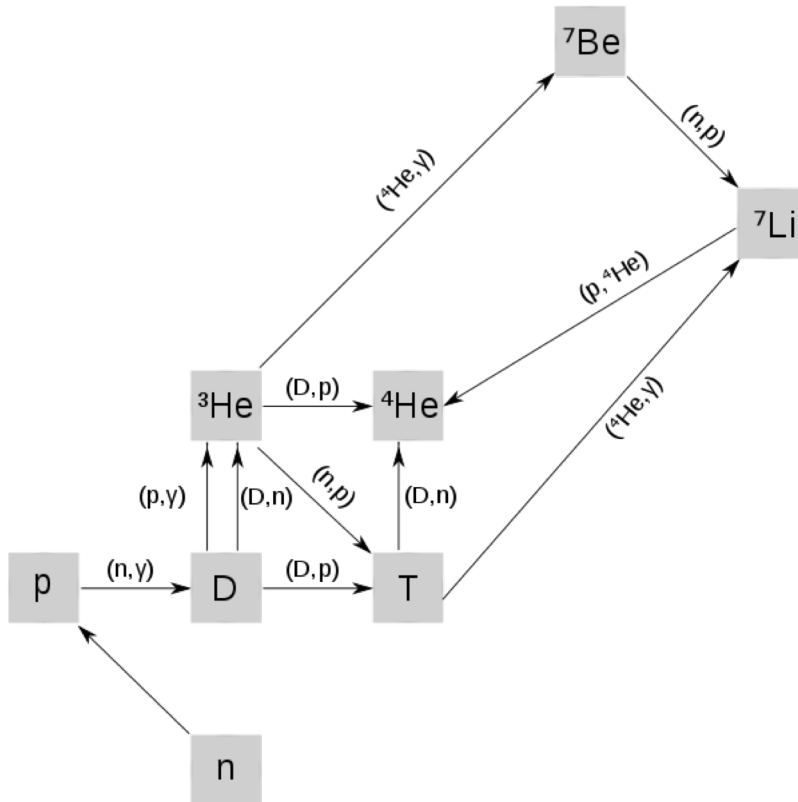 ⁷Be
(n,p)
(⁴He,γ)
⁷Li
(p,⁴He)
³He
(D,p)
⁴He
(⁴He,γ)
(p,γ)
(D,n)
(n,p)
(D,n)
p
(n,γ)
D
(D,p)
T
n